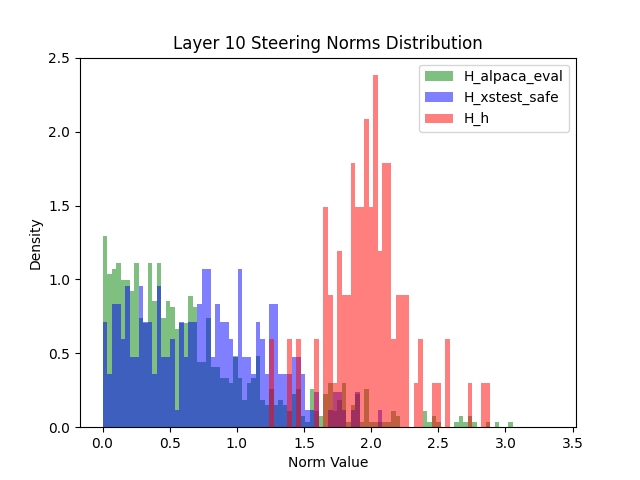 Layer 10 Steering Norms Distribution
2.5
2.0
1.5
1.0
0.5
0.0
Density
H_alpaca_eval
H_xstest_safe
H_h
0.0 0.5 1.0 1.5 2.0 2.5 3.0 3.5
Norm Value